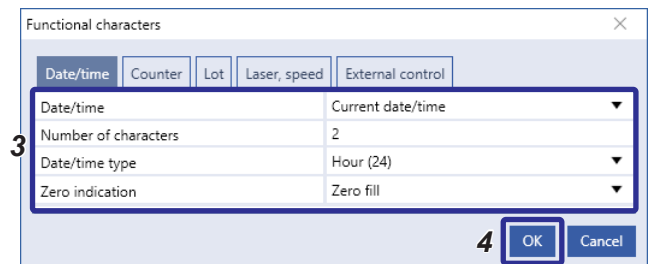 Functional characters
Date/time Counter Lot Laser, speed External control
Date/time Current date/time
Number of characters 2
3
Date/time type Hour (24)
Zero indication Zero fill
4 OK Cancel